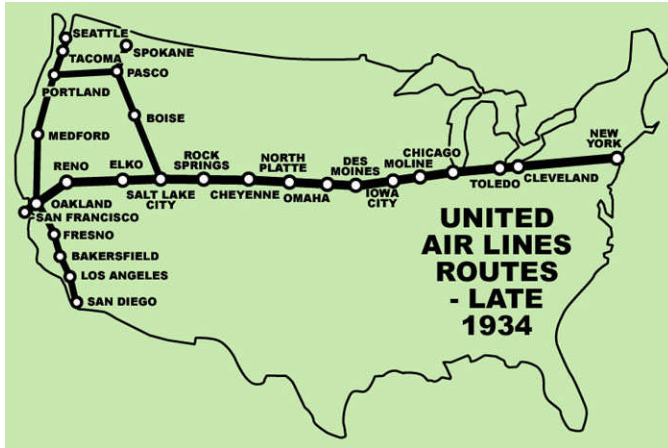 SEATTLE
SPOKANE
TACOMA
PASCO
PORTLAND
BOISE
MEDFORD
RENO
ELKO
ROCK
SPRINGS
NORTH
PLATTE
DES
MOINES
CHICAGO
MOLINE
NEW
YORK
OAKLAND
SALT LAKE
CITY
CHEYENNE
OMAHA
IOWA
CITY
TOLEDO
CLEVELAND
SAN FRANCISCO
FRESNO
BAKERSFIELD
LOS ANGELES
SAN DIEGO
UNITED
AIR LINES
ROUTES
- LATE
1934